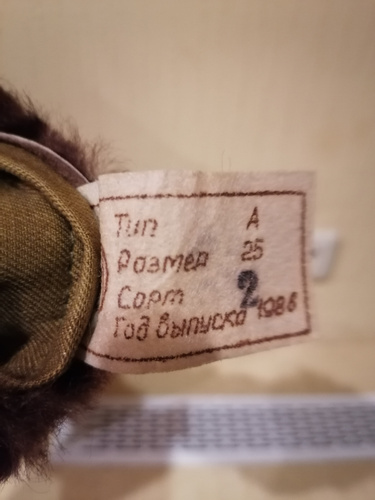 Тип А
Размер 25
Сорт 2
Год выпуска 1986